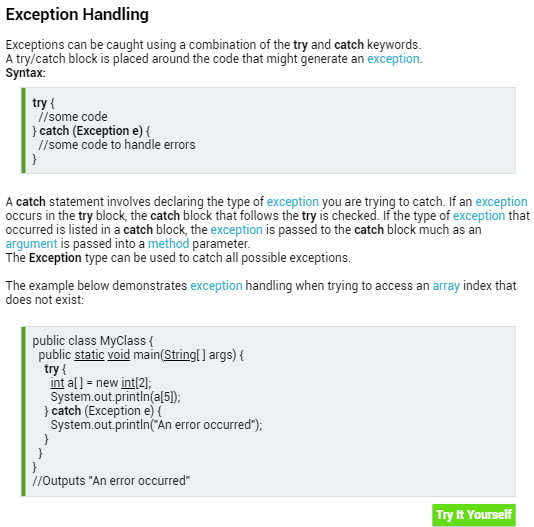 Exception Handling
Exceptions can be caught using a combination of the try and catch keywords.
A try/catch block is placed around the code that might generate an exception.
Syntax:
try {
//some code
} catch (Exception e) {
//some code to handle errors
}
A catch statement involves declaring the type of exception you are trying to catch. If an exception
occurs in the try block, the catch block that follows the try is checked. If the type of exception that
occurred is listed in a catch block, the exception is passed to the catch block much as an
argument is passed into a method parameter.
The Exception type can be used to catch all possible exceptions.
The example below demonstrates exception handling when trying to access an array index that
does not exist:
public class MyClass {
public static void main(String[ ] args) {
try {
int a[ ] = new int[2];
System.out.println(a[5]);
} catch (Exception e) {
System.out.println("An error occurred");
}
}
}
//Outputs "An error occurred"
Try It Yourself